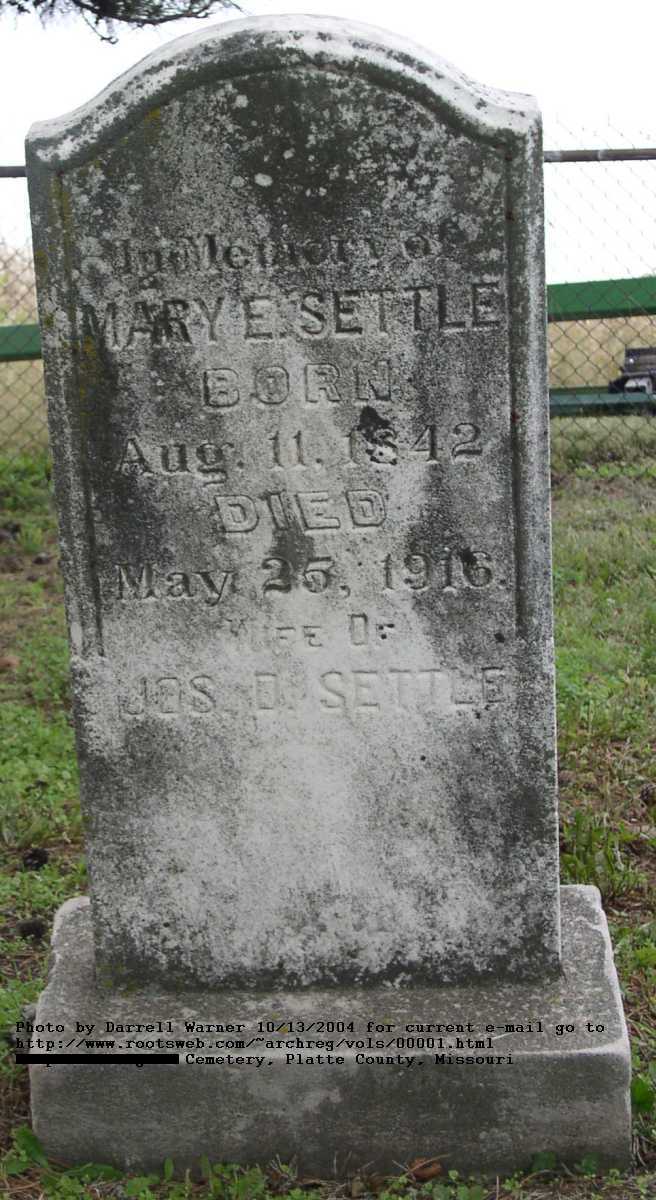 In Memory of
MARY E. SETTLE
BORN
Aug. 11, 1842
DIED
May 25, 1916.
WIFE OF
JOS. D. SETTLE
Photo by Darrell Warner 10/13/2004 for current e-mail go to
http://www.rootsweb.com/~archreg/vols/00001.html
Cemetery, Platte County, Missouri